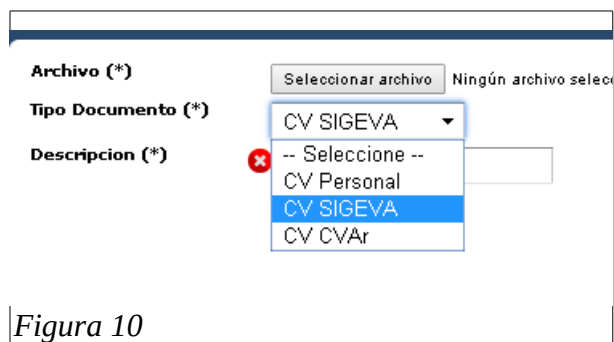 Archivo (*)
Seleccionar archivo Ningún archivo selec
Tipo Documento (*)
CV SIGEVA
Descripcion (*)
-- Seleccione --
CV Personal
CV SIGEVA
CV CVAr
Figura 10